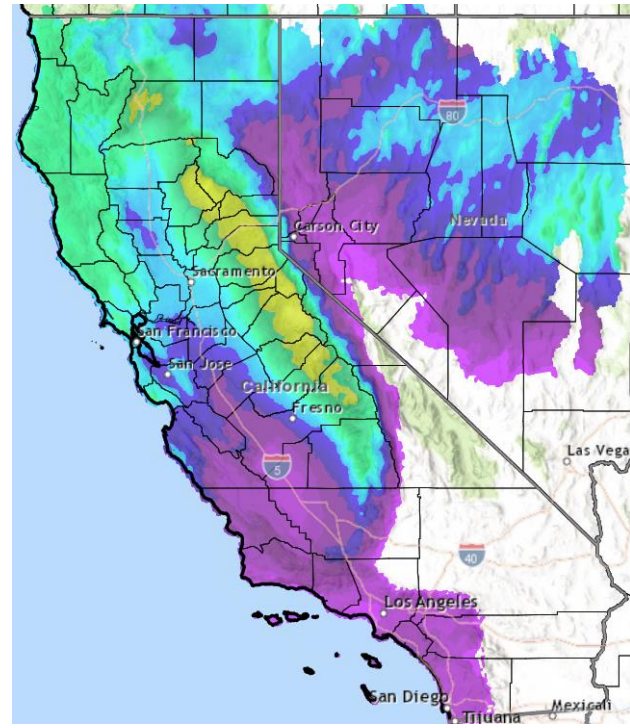 80
Nevada
Carson City
Sacramento
San Francisco
San Jose
California
Fresno
5
Las Vega
40
Los Angeles
San Diego
Tijuana
Mexicali